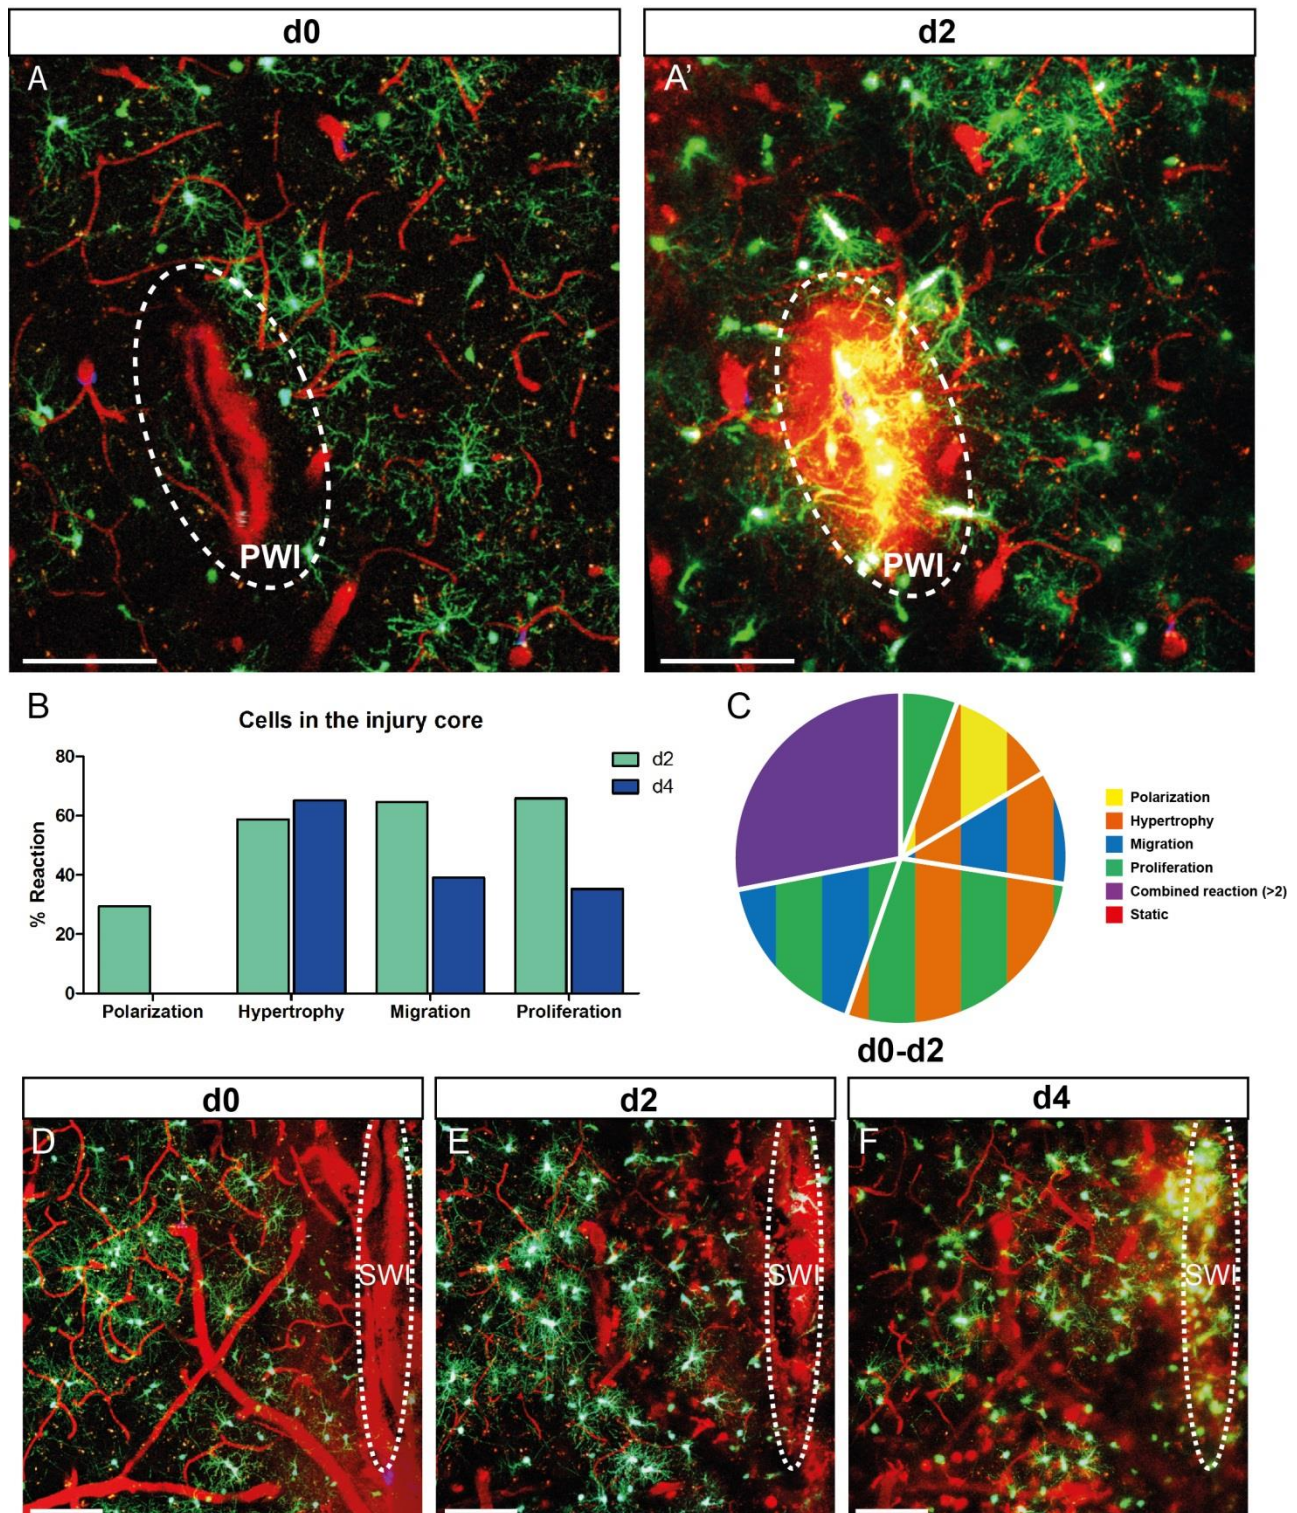 d0
d2
A
A'
PWI
PWI
B
Cells in the injury core
% Reaction
80
60
40
20
0
Polarization
Hypertrophy
Migration
Proliferation
d2
d4
C
Polarization
Hypertrophy
Migration
Proliferation
Combined reaction (>2)
Static
d0-d2
d0
d2
d4
D
E
F
SWI
SWI
SWI